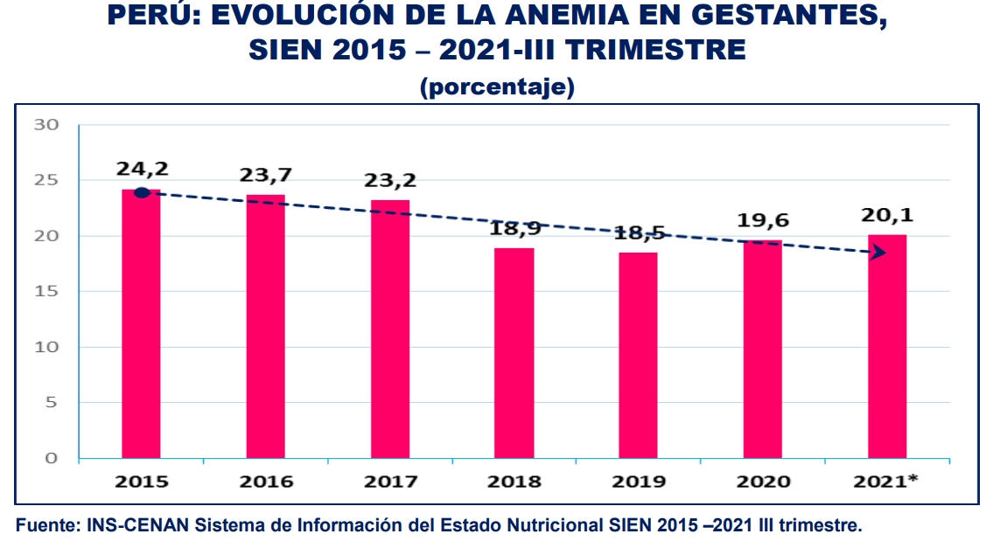 PERÚ: EVOLUCIÓN DE LA ANEMIA EN GESTANTES,
SIEN 2015 – 2021-III TRIMESTRE
(porcentaje)
30
25
20
15
10
5
0
24,2
23,7
23,2
18,9
18,5
19,6
20,1
2015 2016 2017 2018 2019 2020 2021*
Fuente: INS-CENAN Sistema de Información del Estado Nutricional SIEN 2015 –2021 III trimestre.